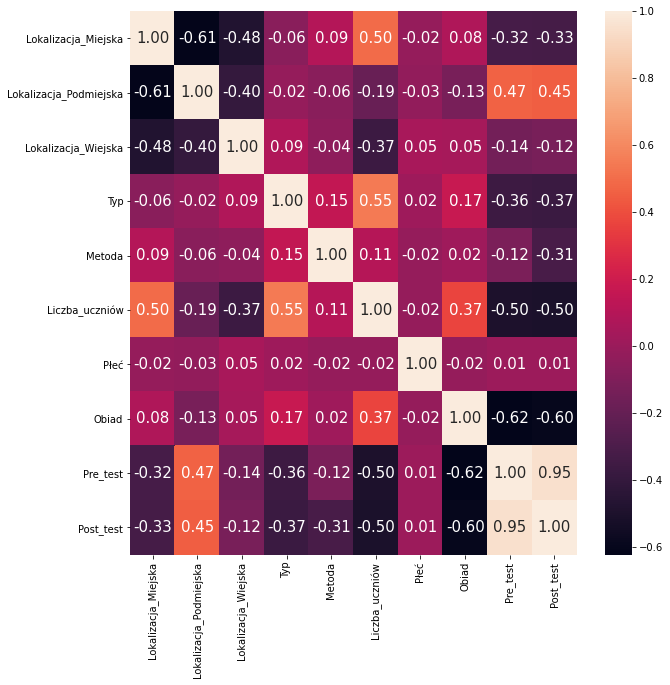 Lokalizacja_Miejska 1.00 -0.61 -0.48 -0.06 0.09 0.50 -0.02 0.08 -0.32 -0.33
Lokalizacja_Podmiejska -0.61 1.00 -0.40 -0.02 -0.06 -0.19 -0.03 -0.13 0.47 0.45
Lokalizacja_Wiejska -0.48 -0.40 1.00 0.09 -0.04 -0.37 0.05 0.05 -0.14 -0.12
Typ -0.06 -0.02 0.09 1.00 0.15 0.55 0.02 0.17 -0.36 -0.37
Metoda 0.09 -0.06 -0.04 0.15 1.00 0.11 -0.02 0.02 -0.12 -0.31
Liczba_uczniów 0.50 -0.19 -0.37 0.55 0.11 1.00 -0.02 0.37 -0.50 -0.50
Płeć -0.02 -0.03 0.05 0.02 -0.02 -0.02 1.00 -0.02 0.01 0.01
Obiad 0.08 -0.13 0.05 0.17 0.02 0.37 -0.02 1.00 -0.62 -0.60
Pre_test -0.32 0.47 -0.14 -0.36 -0.12 -0.50 0.01 -0.62 1.00 0.95
Post_test -0.33 0.45 -0.12 -0.37 -0.31 -0.50 0.01 -0.60 0.95 1.00
Lokalizacja_Miejska
Lokalizacja_Podmiejska
Lokalizacja_Wiejska
Typ
Metoda
Liczba_uczniów
Płeć
Obiad
Pre_test
Post_test
1.0
0.8
0.6
0.4
0.2
0.0
−0.2
−0.4
−0.6